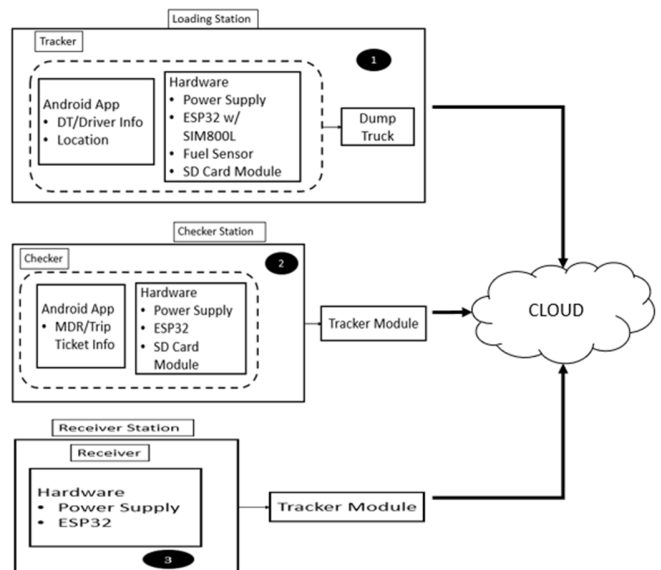 Loading Station
Tracker
1
Android App
• DT/Driver Info
• Location
Hardware
• Power Supply
• ESP32 w/
SIM800L
• Fuel Sensor
• SD Card Module
Dump
Truck
Checker Station
Checker
2
Android App
• MDR/Trip
Ticket Info
Hardware
• Power Supply
• ESP32
• SD Card
Module
Tracker Module
CLOUD
Receiver Station
Receiver
Hardware
• Power Supply
• ESP32
3
Tracker Module